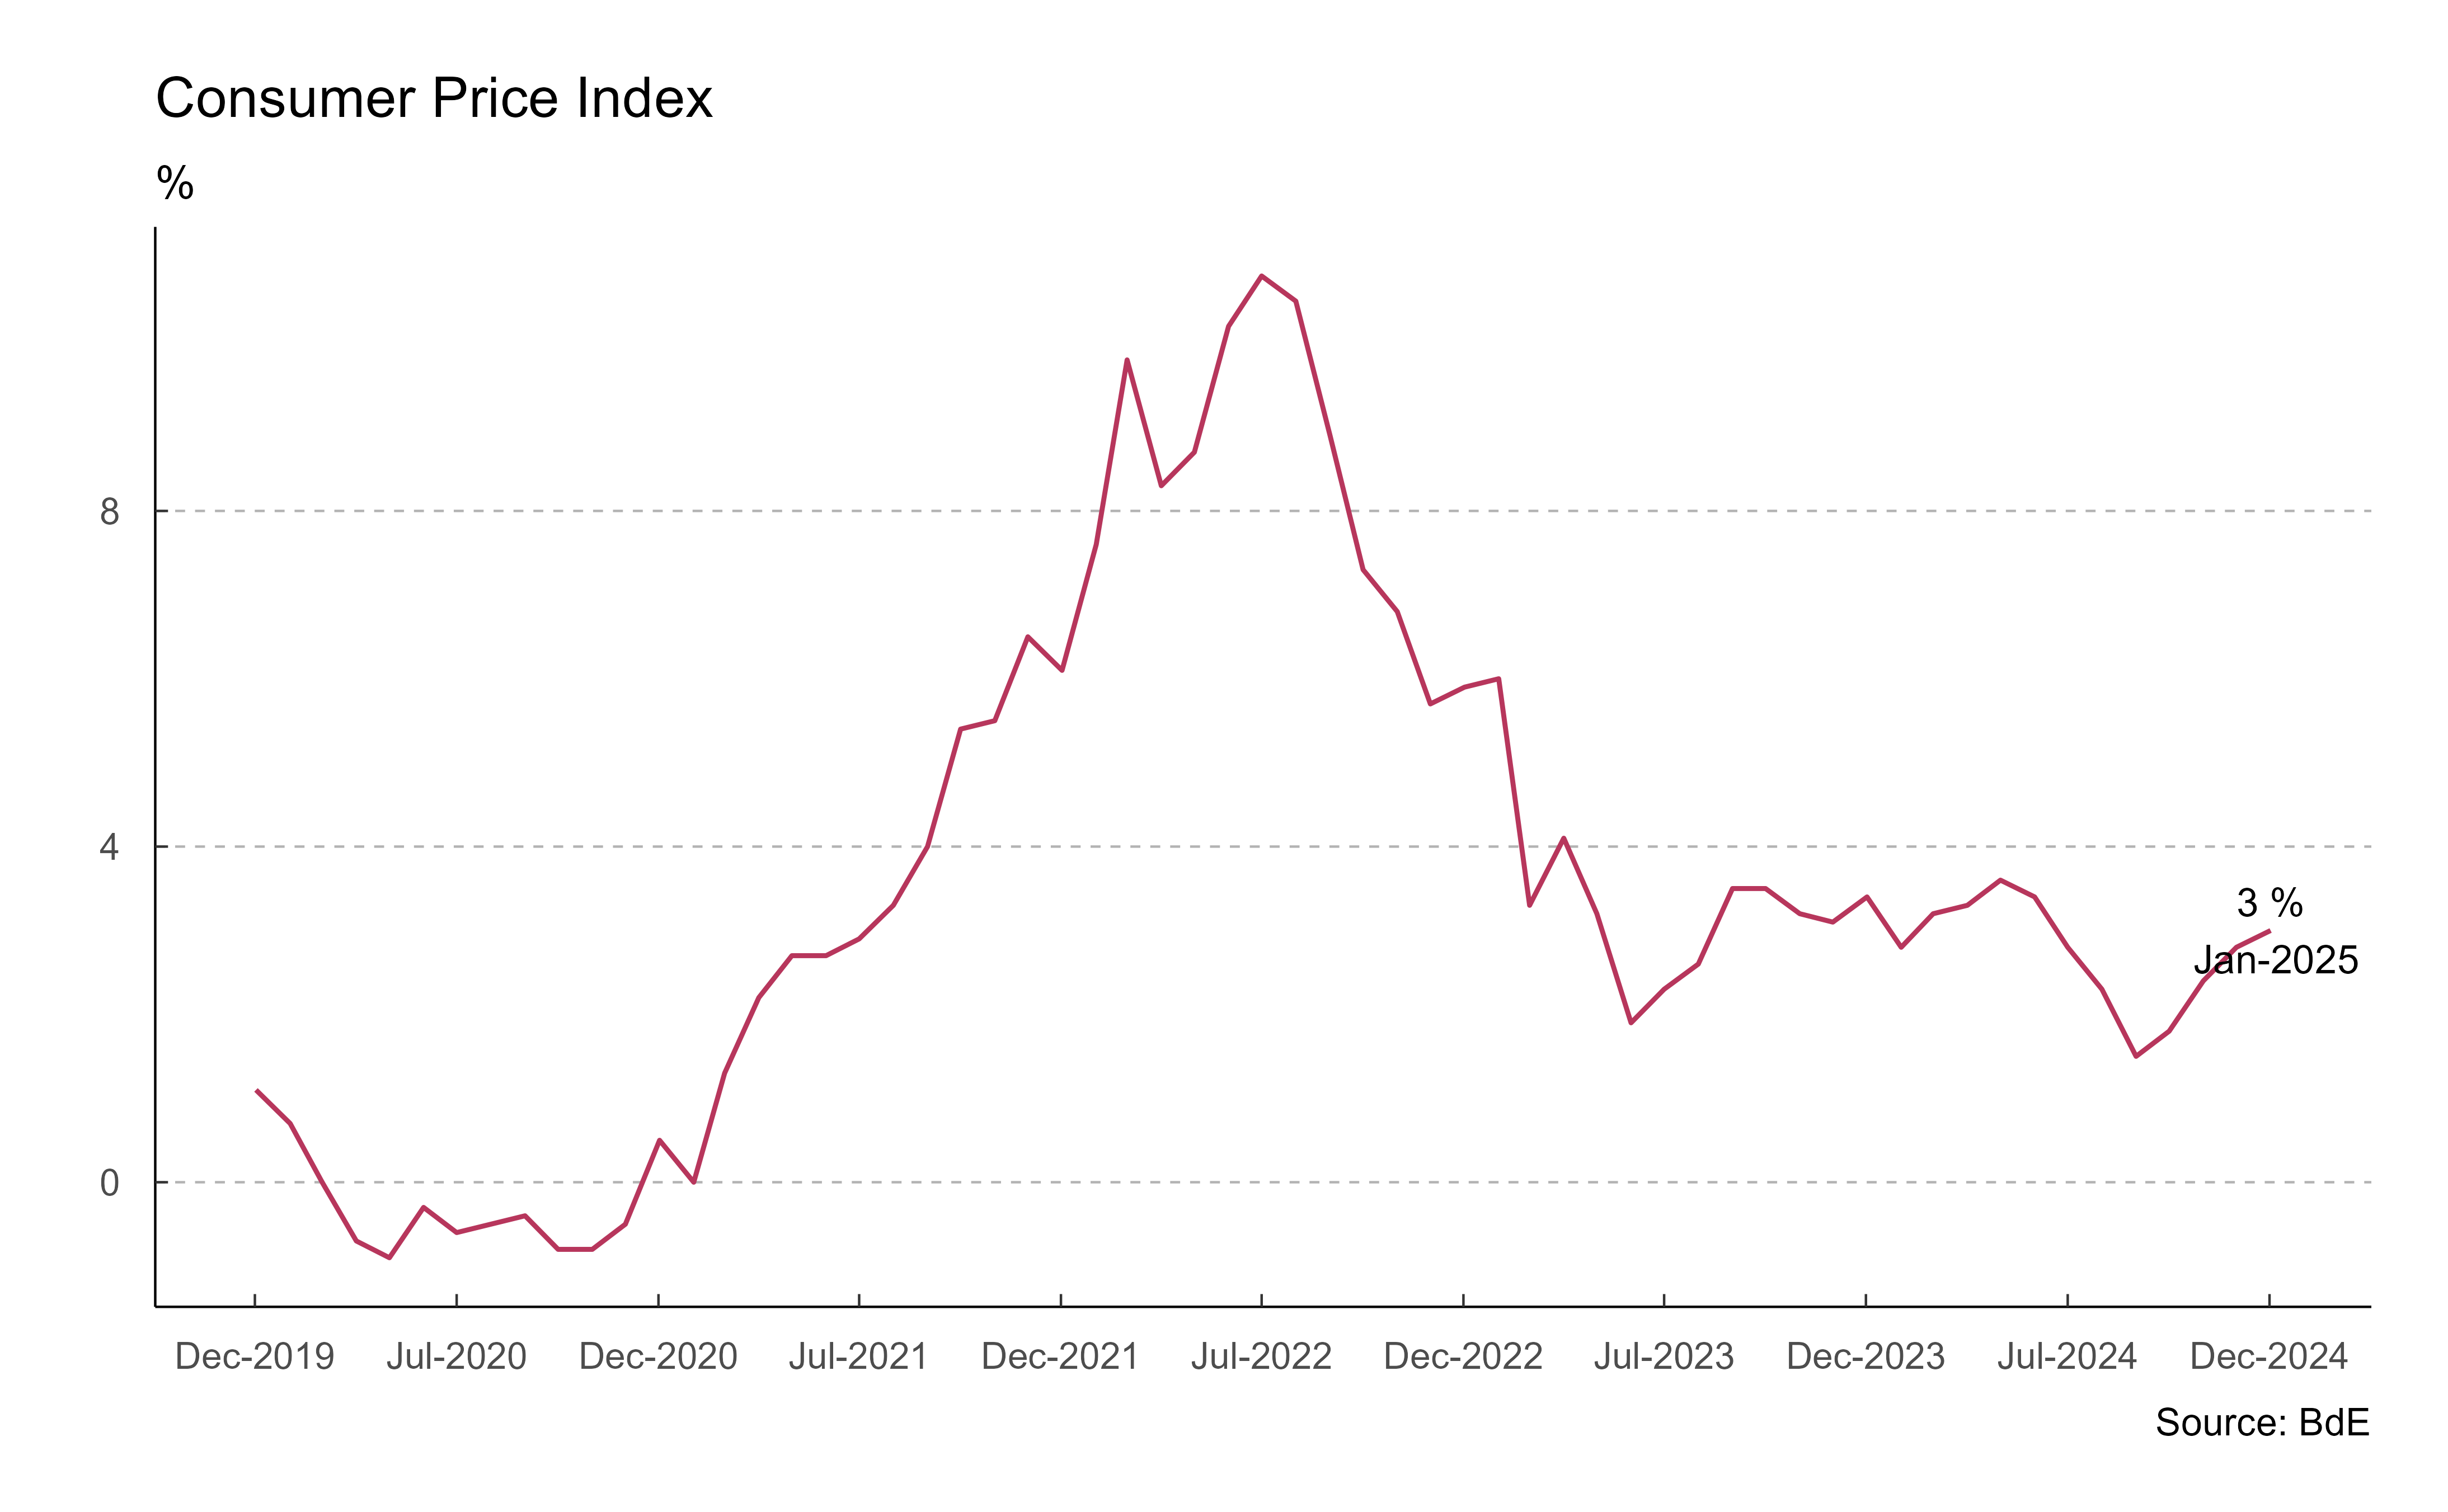 Consumer Price Index
%
8
4
0
3 %
Jan-2025
Dec-2019 Jul-2020 Dec-2020 Jul-2021 Dec-2021 Jul-2022 Dec-2022 Jul-2023 Dec-2023 Jul-2024 Dec-2024
Source: BdE